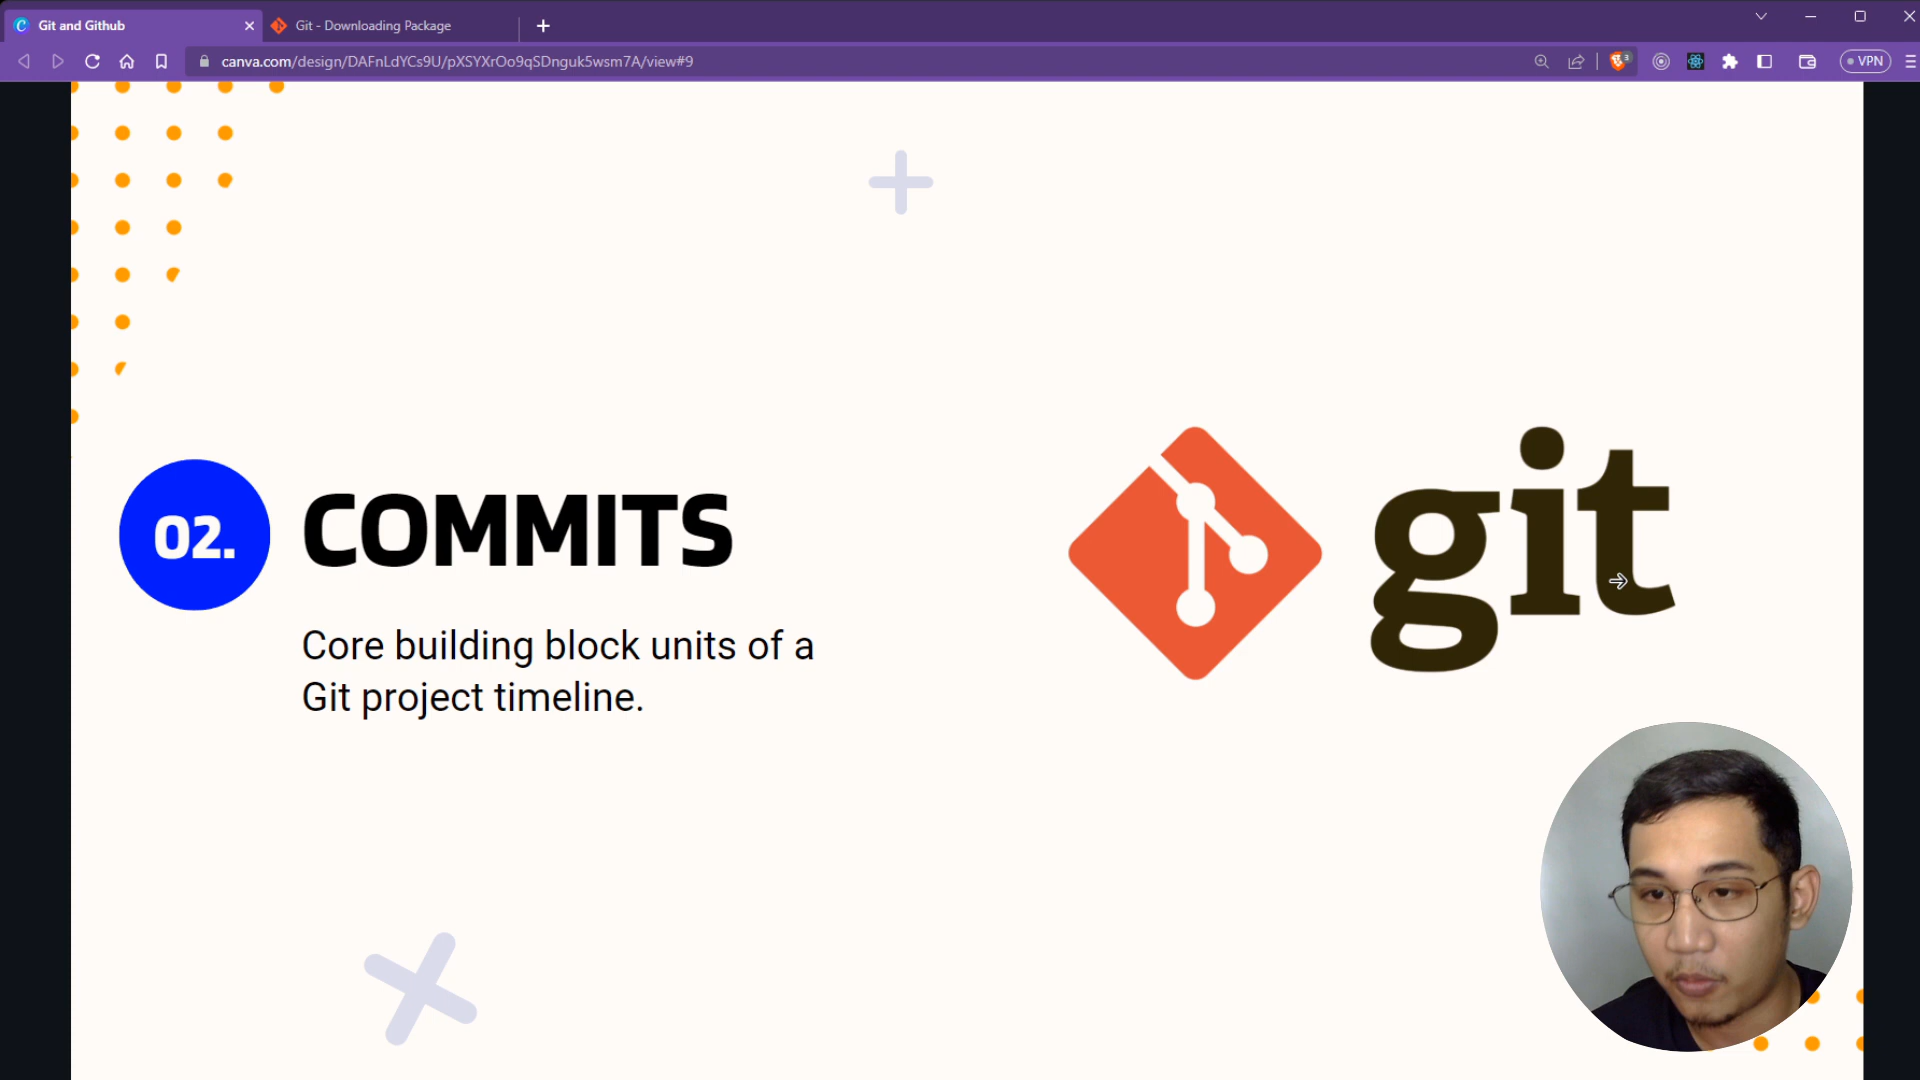 Git and Github
Git - Downloading Package
canva.com/design/DAFnLdYCs9U/pXSYXrOo9qSDnguk5wsm7A/view#9
3
VPN
02.
COMMITS
Core building block units of a
Git project timeline.
git